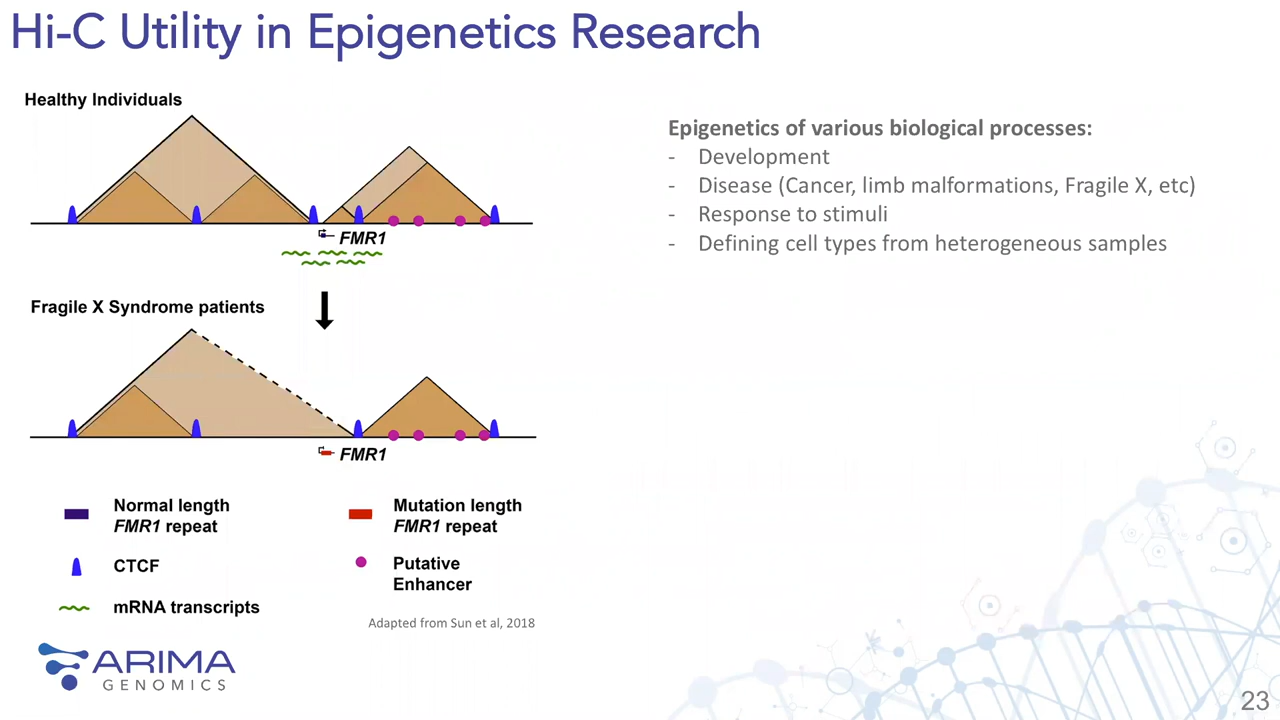 Hi-C Utility in Epigenetics Research
Healthy Individuals
FMR1
Fragile X Syndrome patients
FMR1
Normal length
FMR1 repeat
Mutation length
FMR1 repeat
CTCF
Putative
Enhancer
mRNA transcripts
Adapted from Sun et al, 2018
Epigenetics of various biological processes:
- Development
- Disease (Cancer, limb malformations, Fragile X, etc)
- Response to stimuli
- Defining cell types from heterogeneous samples
ARIMA
GENOMICS
23